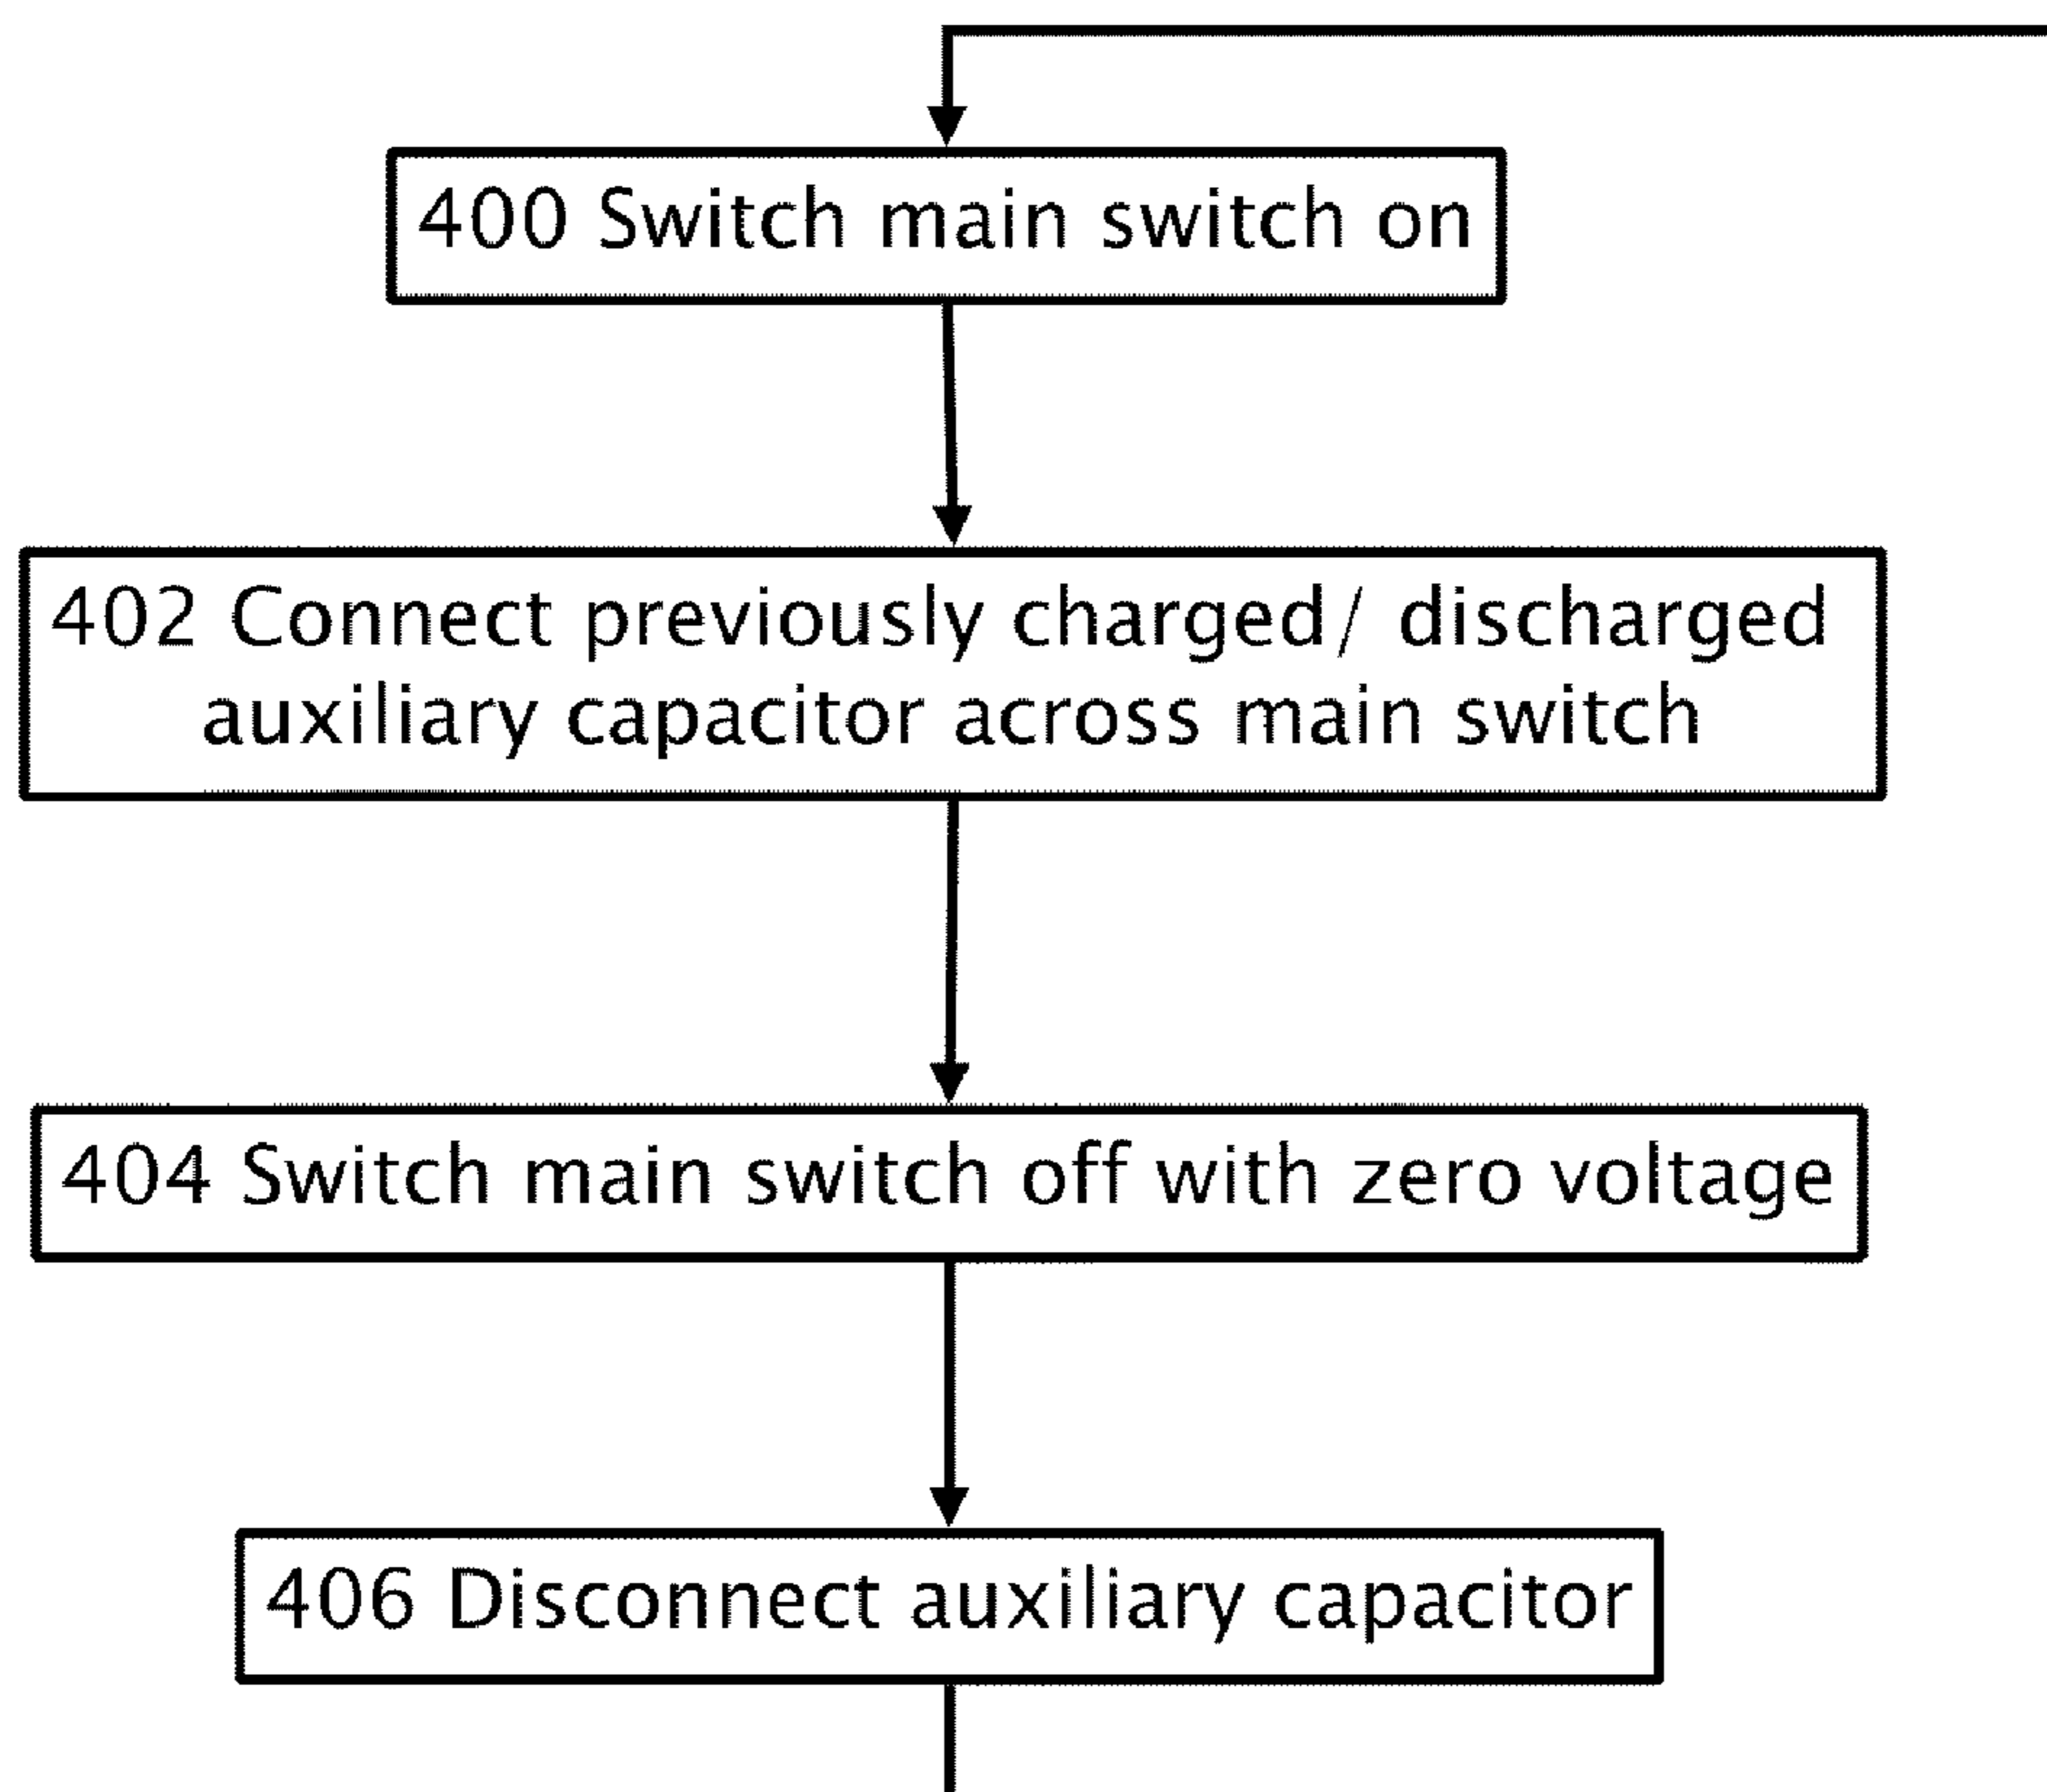 400 Switch main switch on
402 Connect previously charged/ discharged
auxiliary capacitor across main switch
404 Switch main switch off with zero voltage
406 Disconnect auxiliary capacitor